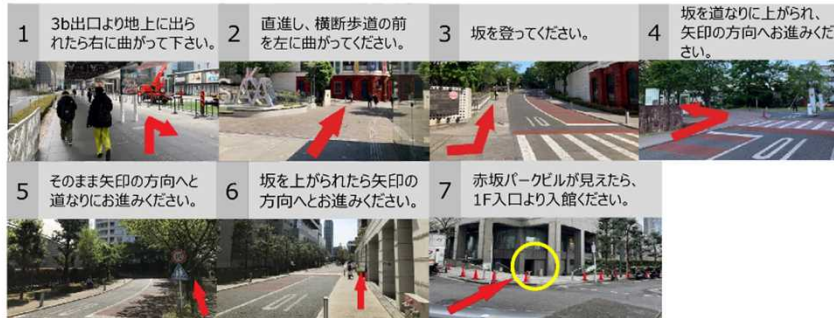 1
3b出口より地上に出ら
れたら右に曲がって下さい。
2
直進し、横断歩道の前
を左に曲がってください。
3
坂を登ってください。
4
坂を道なりに上がられ、
矢印の方向へお進みくだ
さい。
5
そのまま矢印の方向へと
道なりにお進みください。
6
坂を上がられたら矢印の
方向へとお進みください。
7
赤坂パークビルが見えたら、
1F入口より入館ください。